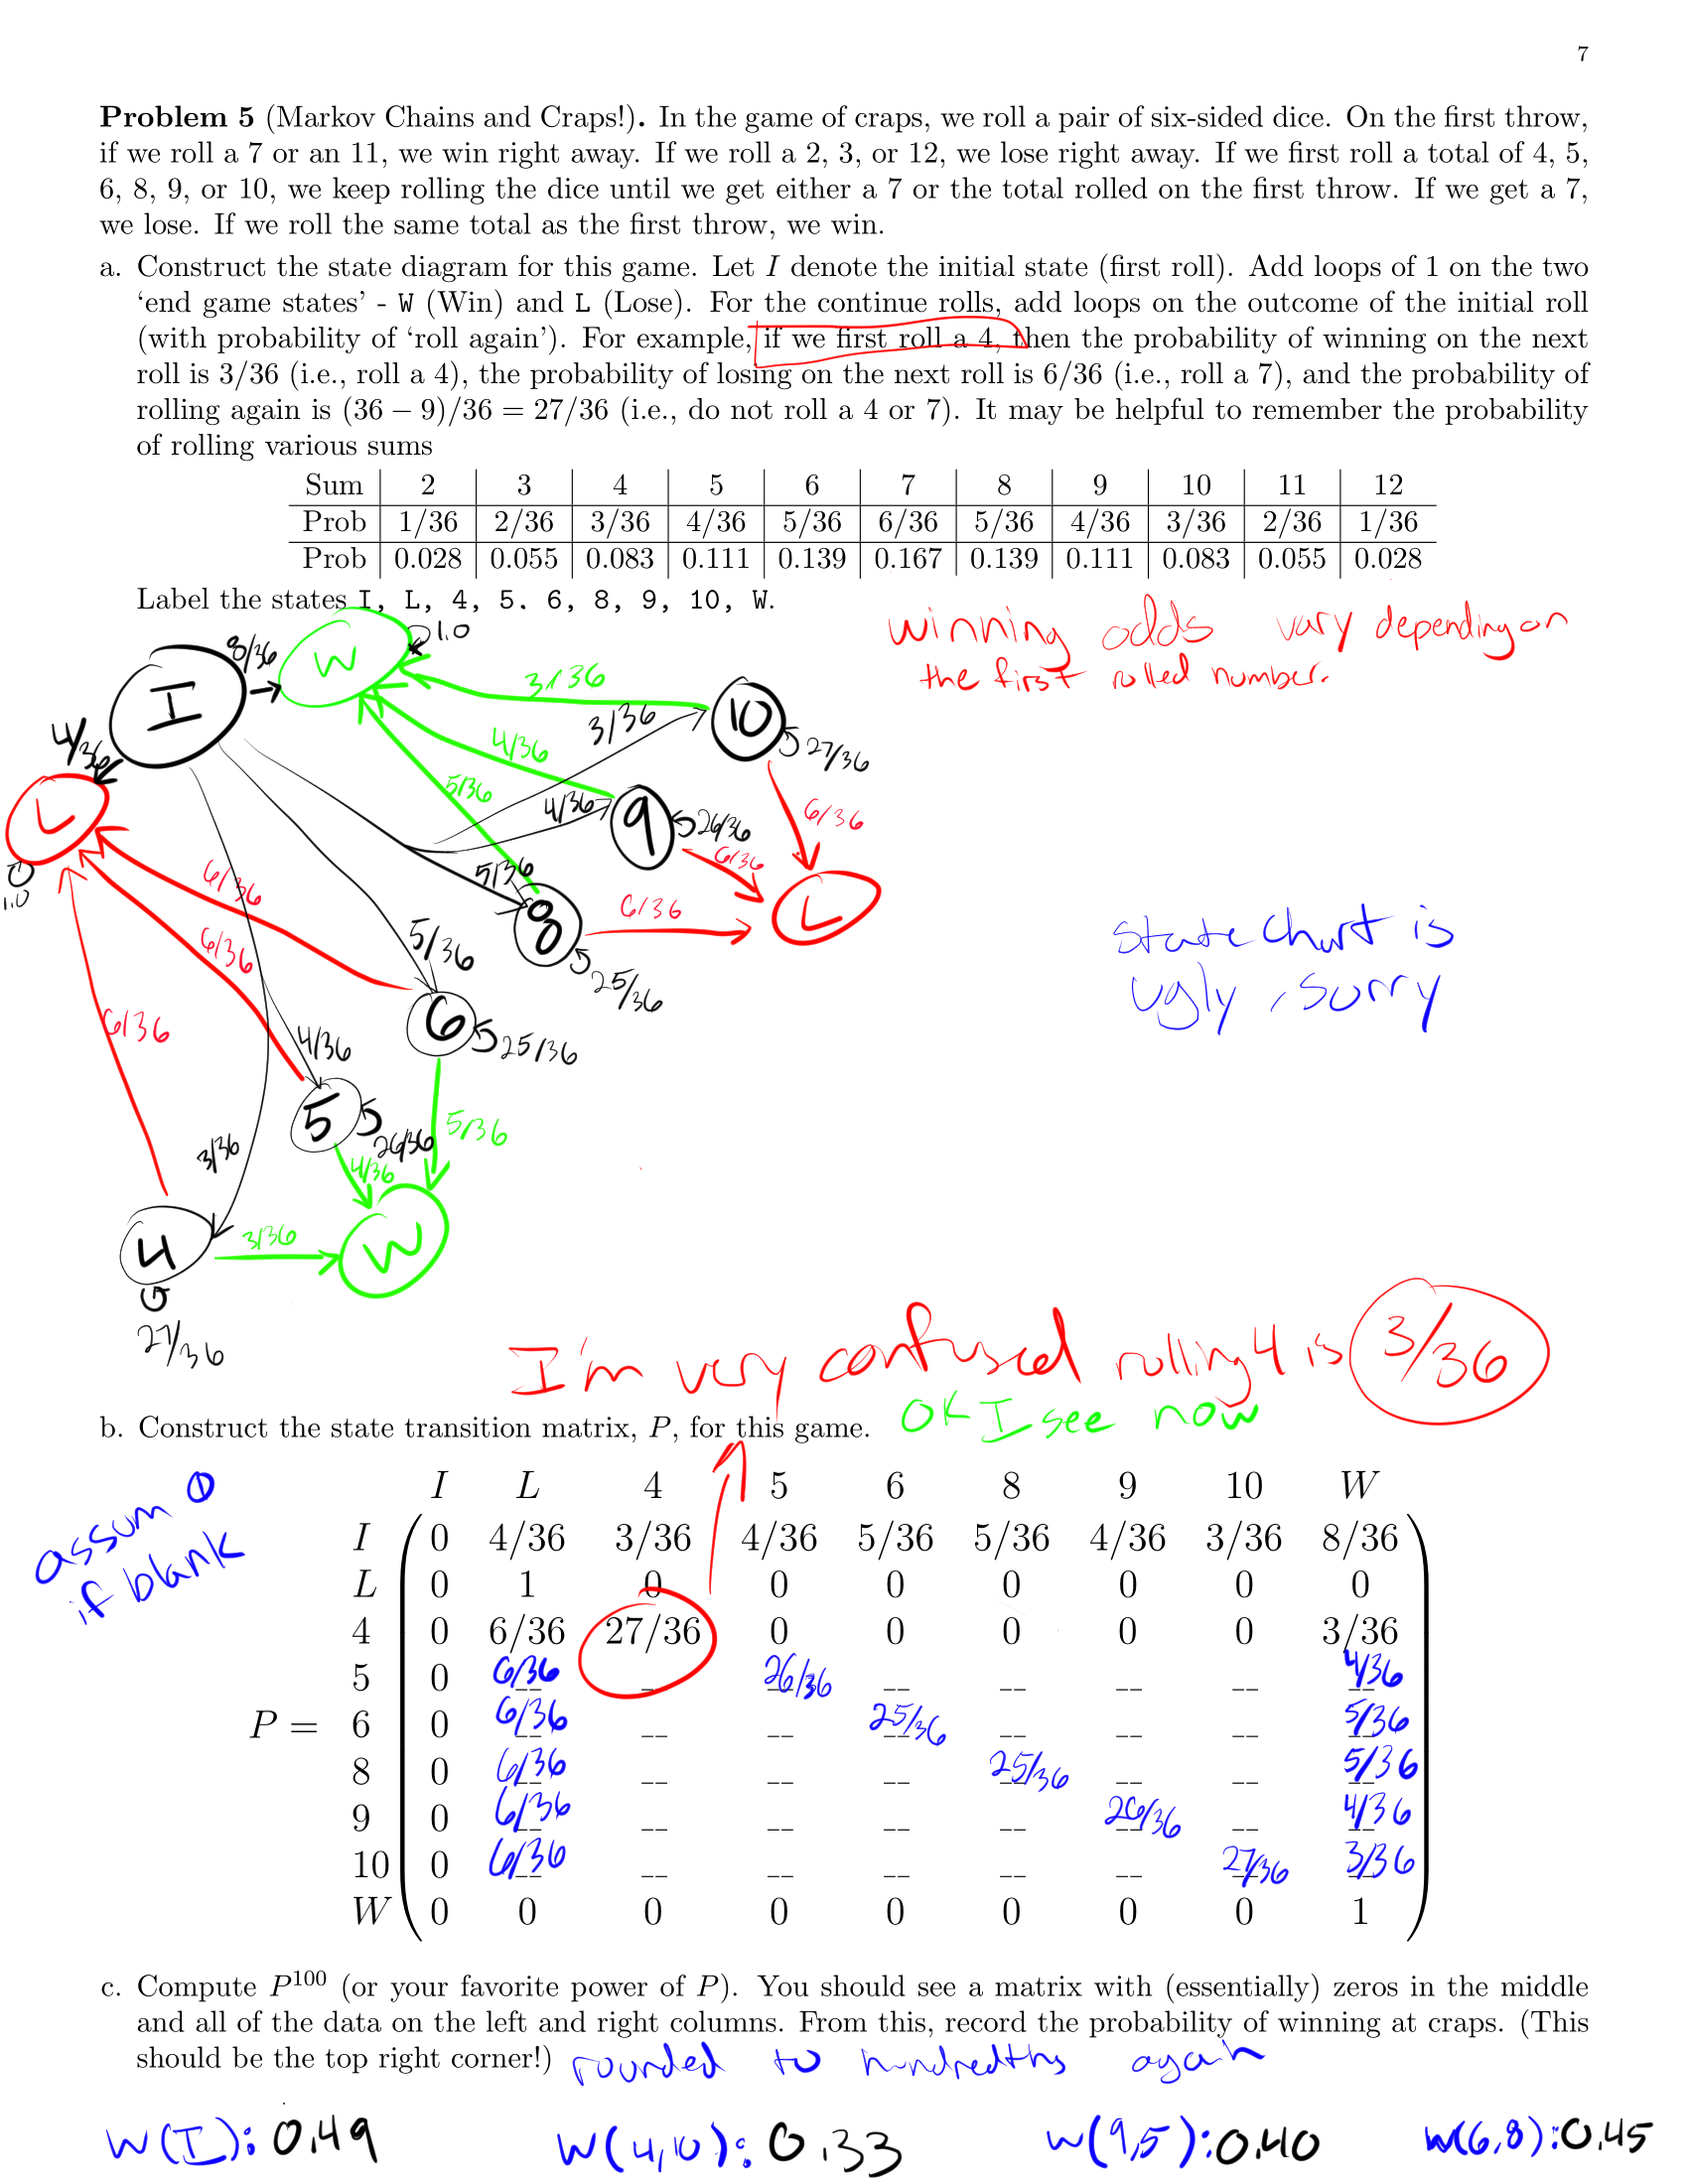 7
Problem 5 (Markov Chains and Craps!). In the game of craps, we roll a pair of six-sided dice. On the first throw,
if we roll a 7 or an 11, we win right away. If we roll a 2, 3, or 12, we lose right away. If we first roll a total of 4, 5,
6, 8, 9, or 10, we keep rolling the dice until we get either a 7 or the total rolled on the first throw. If we get a 7,
we lose. If we roll the same total as the first throw, we win.
a. Construct the state diagram for this game. Let I denote the initial state (first roll). Add loops of 1 on the two
‘end game states’ - W (Win) and L (Lose). For the continue rolls, add loops on the outcome of the initial roll
(with probability of ‘roll again’). For example, if we first roll a 4, then the probability of winning on the next
roll is 3/36 (i.e., roll a 4), the probability of losing on the next roll is 6/36 (i.e., roll a 7), and the probability of
rolling again is (36 − 9)/36 = 27/36 (i.e., do not roll a 4 or 7). It may be helpful to remember the probability
of rolling various sums
Sum 2 3 4 5 6 7 8 9 10 11 12
Prob 1/36 2/36 3/36 4/36 5/36 6/36 5/36 4/36 3/36 2/36 1/36
Prob 0.028 0.055 0.083 0.111 0.139 0.167 0.139 0.111 0.083 0.055 0.028
Label the states I, L, 4, 5. 6, 8, 9, 10, W.
winning odds vary depending on
the first rolled number.
8/36 W 1.0
I
3/36
10
3/36
4/36
4/36
27/36
L
5/36
4/36
9
26/36
6/36
6/36
1.0
5/36
8
6/36
L
25/36
6/36
6/36
5/36
State Chart is
ugly, sorry
6
25/36
6/36
4/36
5
26/36
5/36
3/36
4/36
4
3/36
W
27/36
I'm very confused rolling 4 is 3/36
OK I see now
b. Construct the state transition matrix, P, for this game.
assum 0
if blank
I L 4 5 6 8 9 10 W
I 0 4/36 3/36 4/36 5/36 5/36 4/36 3/36 8/36
L 0 1 0 0 0 0 0 0 0
4 0 6/36 27/36 0 0 0 0 0 3/36
5 0 6/36 __ 26/36 __ __ __ __ 4/36
P = 6 0 6/36 __ __ 25/36 __ __ __ 5/36
8 0 6/36 __ __ __ 25/36 __ __ 5/36
9 0 6/36 __ __ __ __ 26/36 __ 4/36
10 0 6/36 __ __ __ __ __ 27/36 3/36
W 0 0 0 0 0 0 0 0 1
c. Compute P^100 (or your favorite power of P). You should see a matrix with (essentially) zeros in the middle
and all of the data on the left and right columns. From this, record the probability of winning at craps. (This
should be the top right corner!) rounded to hundredths again
W(I): 0.49 W(4,10): 0.33 W(9,5): 0.40 W(6,8): 0.45